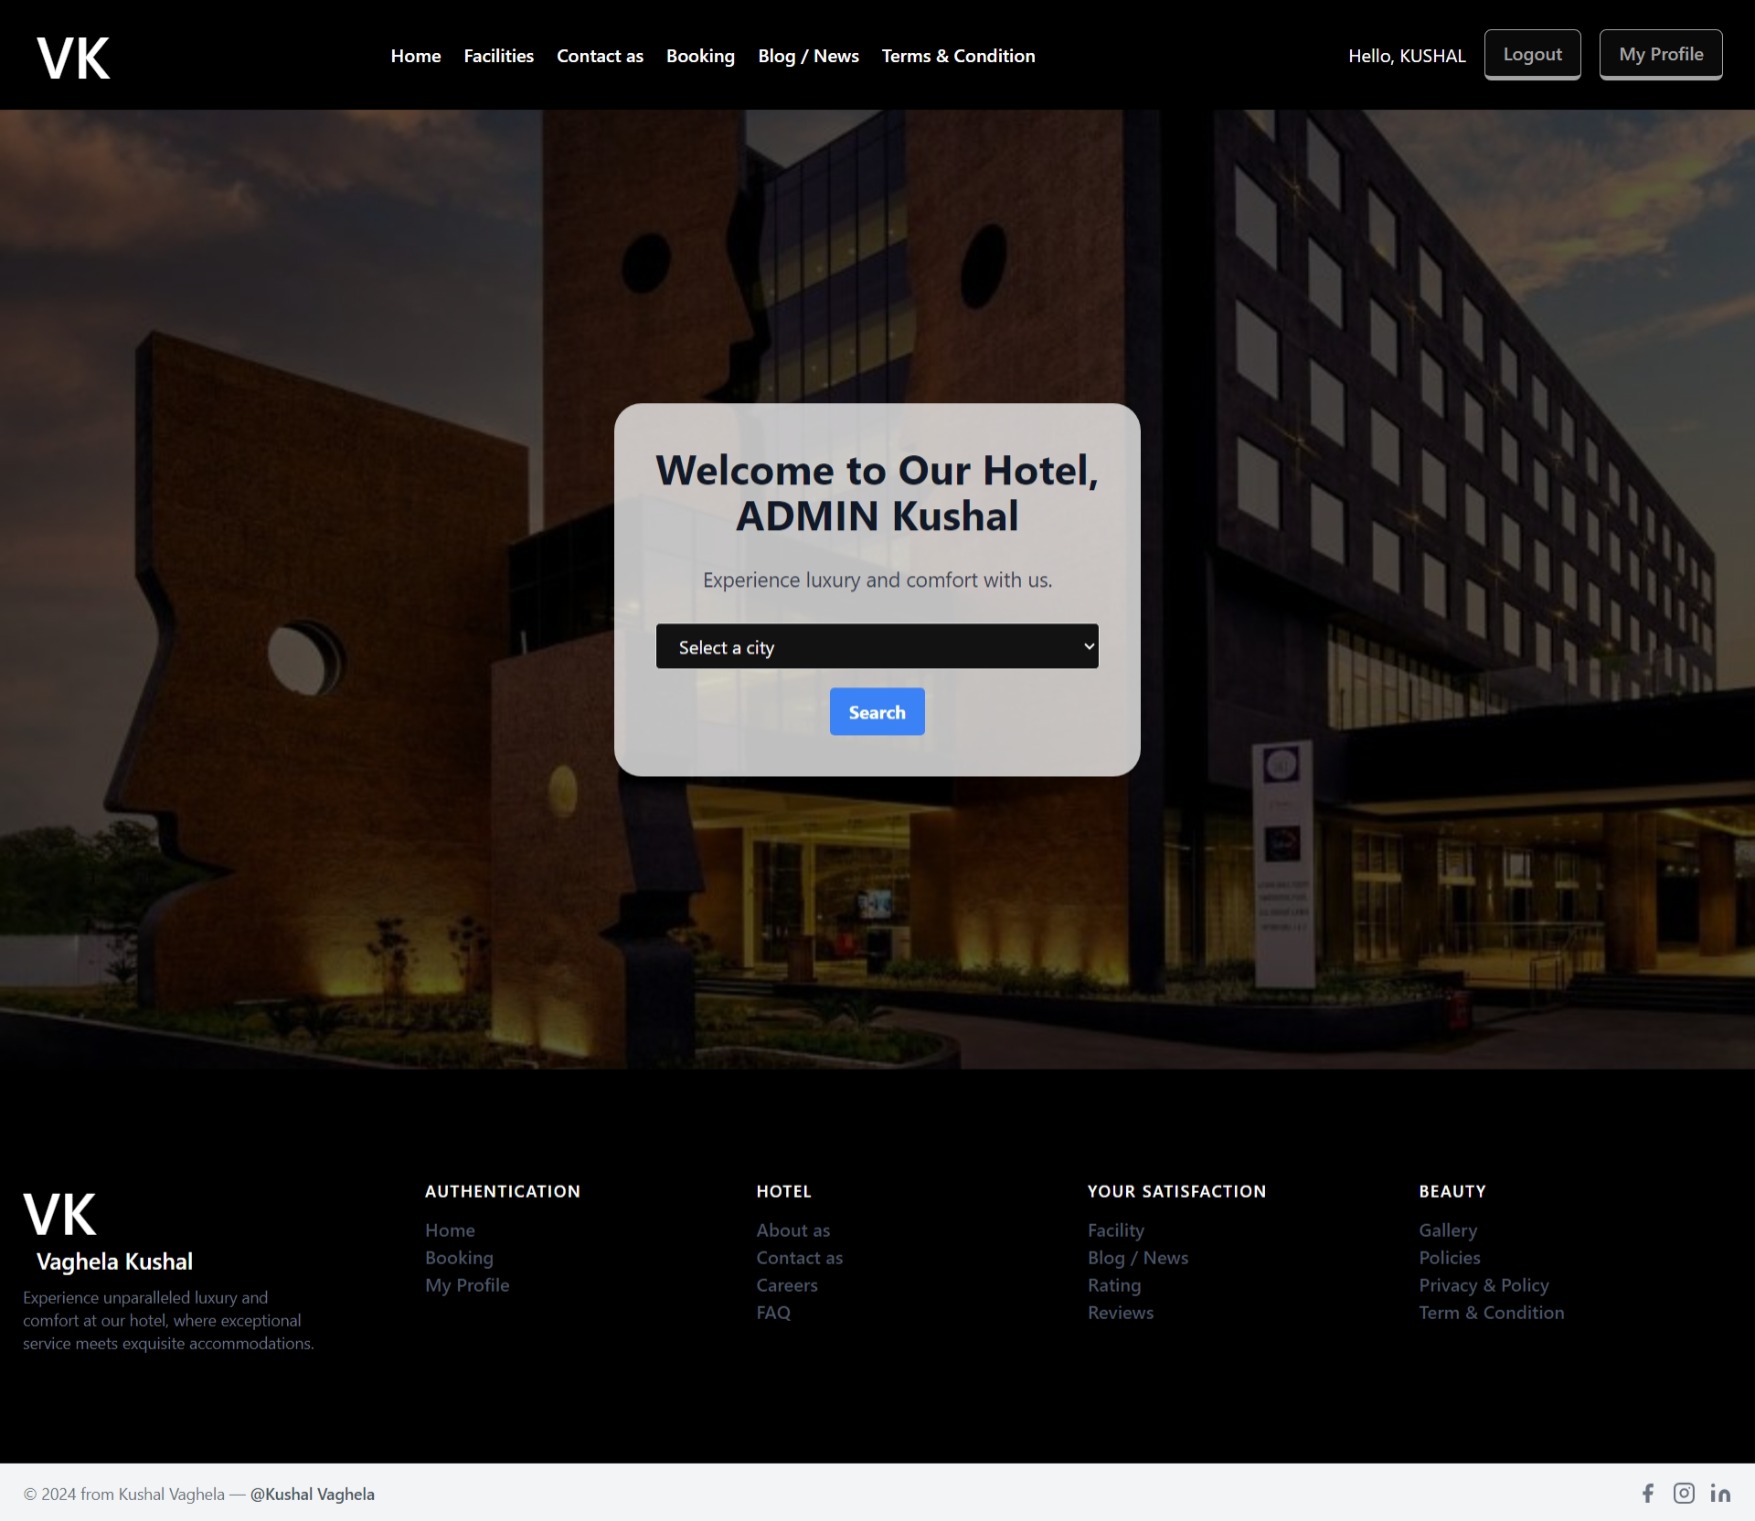 VK
Home Facilities Contact as Booking Blog / News Terms & Condition
Hello, KUSHAL Logout My Profile
Welcome to Our Hotel,
ADMIN Kushal
Experience luxury and comfort with us.
Select a city
Search
VK
Vaghela Kushal
Experience unparalleled luxury and
comfort at our hotel, where exceptional
service meets exquisite accommodations.
AUTHENTICATION
Home
Booking
My Profile
HOTEL
About as
Contact as
Careers
FAQ
YOUR SATISFACTION
Facility
Blog / News
Rating
Reviews
BEAUTY
Gallery
Policies
Privacy & Policy
Term & Condition
© 2024 from Kushal Vaghela — @Kushal Vaghela